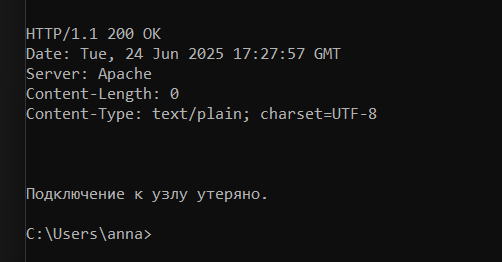 HTTP/1.1 200 OK
Date: Tue, 24 Jun 2025 17:27:57 GMT
Server: Apache
Content-Length: 0
Content-Type: text/plain; charset=UTF-8
Подключение к узлу утеряно.
C:\Users\anna>